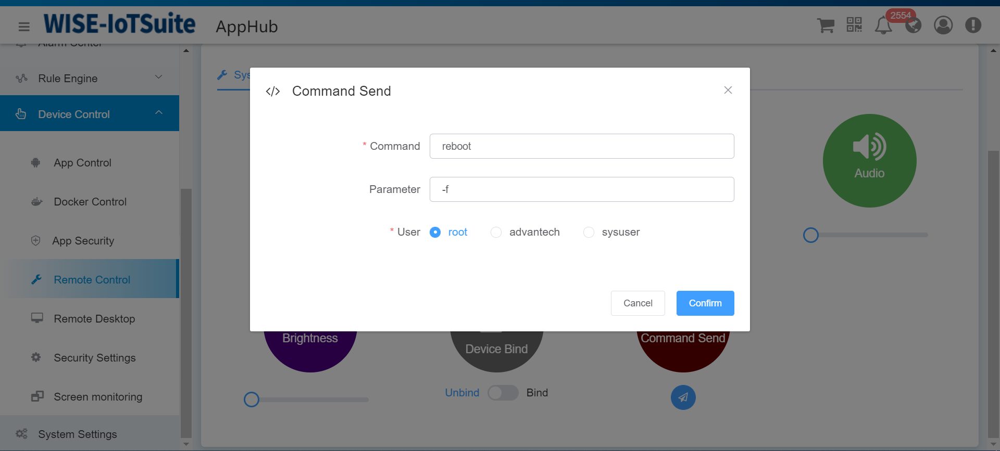 WISE-IoTSuite
AppHub
2554
Alarm Center
Rule Engine
Device Control
App Control
Docker Control
App Security
Remote Control
Remote Desktop
Security Settings
Screen monitoring
System Settings
Sys
</> Command Send
* Command
reboot
Parameter
-f
* User
root
advantech
sysuser
Cancel
Confirm
Audio
Brightness
Device Bind
Command Send
Unbind
Bind